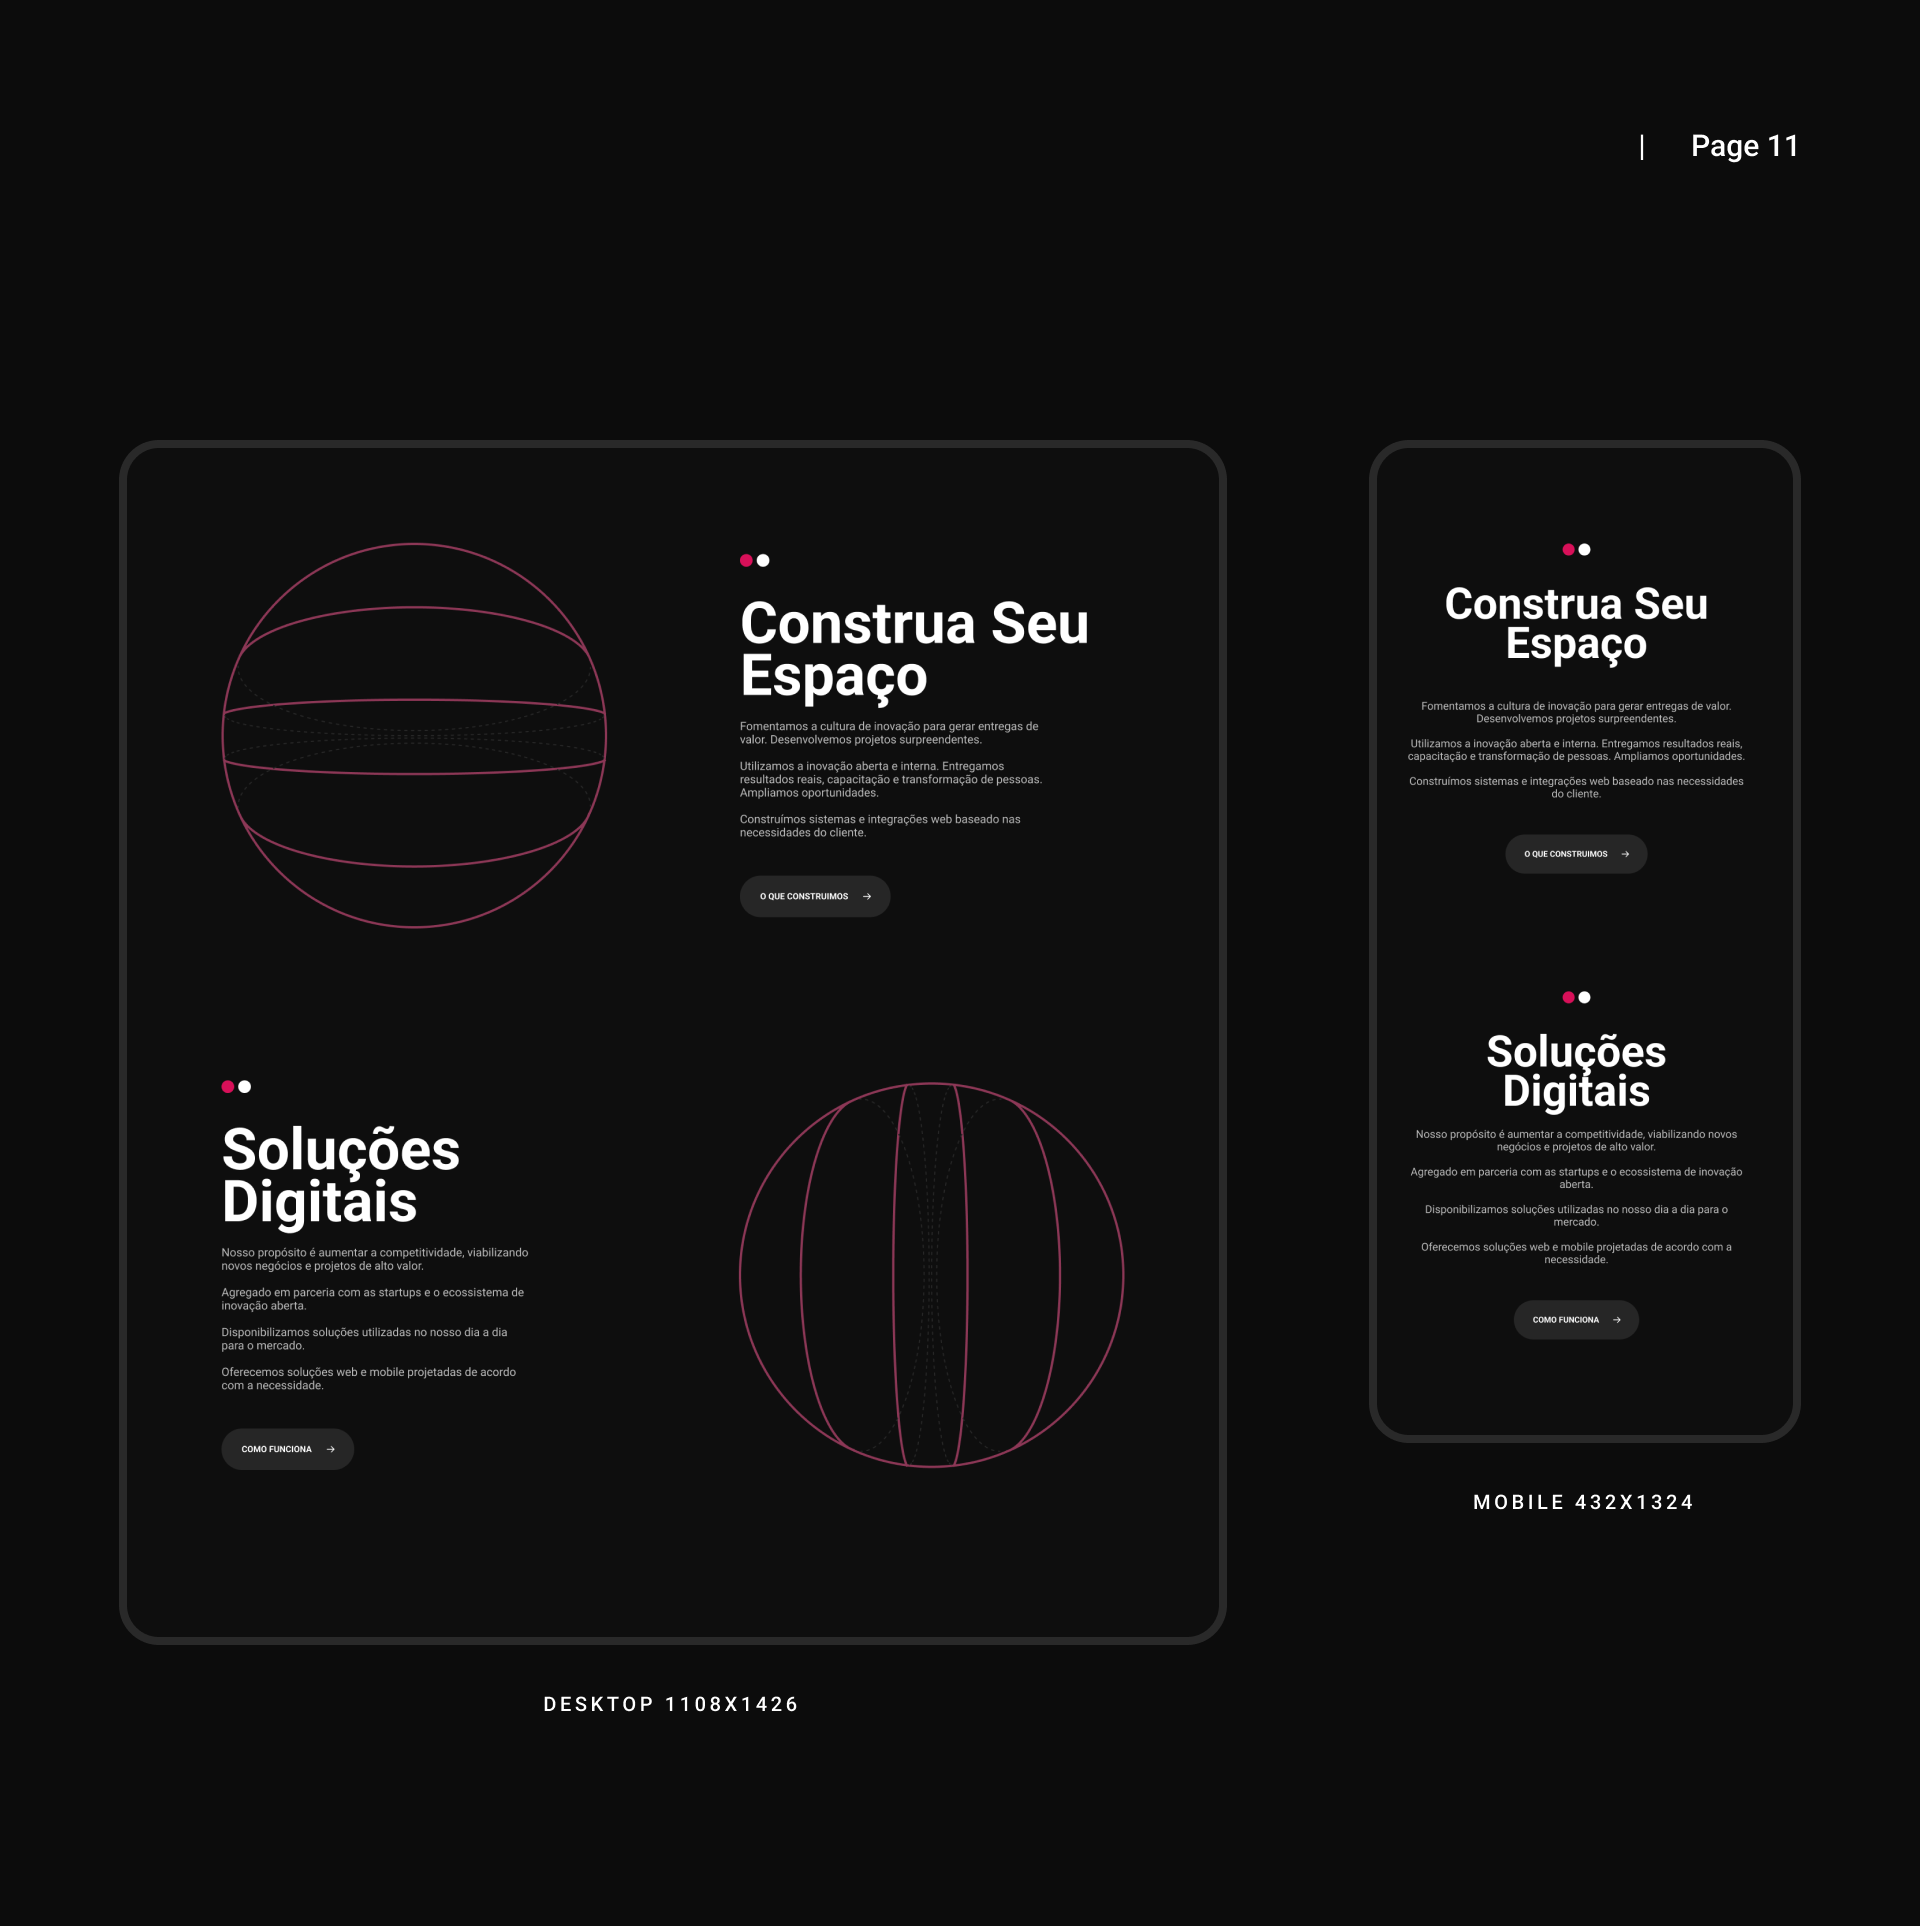 | Page 11
Construa Seu
Espaço
Fomentamos a cultura de inovação para gerar entregas de
valor. Desenvolvemos projetos surpreendentes.
Utilizamos a inovação aberta e interna. Entregamos
resultados reais, capacitação e transformação de pessoas.
Ampliamos oportunidades.
Construímos sistemas e integrações web baseado nas
necessidades do cliente.
O QUE CONSTRUIMOS →
Soluções
Digitais
Nosso propósito é aumentar a competitividade, viabilizando
novos negócios e projetos de alto valor.
Agregado em parceria com as startups e o ecossistema de
inovação aberta.
Disponibilizamos soluções utilizadas no nosso dia a dia
para o mercado.
Oferecemos soluções web e mobile projetadas de acordo
com a necessidade.
COMO FUNCIONA →
DESKTOP 1108X1426
Construa Seu
Espaço
Fomentamos a cultura de inovação para gerar entregas de valor.
Desenvolvemos projetos surpreendentes.
Utilizamos a inovação aberta e interna. Entregamos resultados reais,
capacitação e transformação de pessoas. Ampliamos oportunidades.
Construímos sistemas e integrações web baseado nas necessidades
do cliente.
O QUE CONSTRUIMOS →
Soluções
Digitais
Nosso propósito é aumentar a competitividade, viabilizando novos
negócios e projetos de alto valor.
Agregado em parceria com as startups e o ecossistema de inovação
aberta.
Disponibilizamos soluções utilizadas no nosso dia a dia para o
mercado.
Oferecemos soluções web e mobile projetadas de acordo com a
necessidade.
COMO FUNCIONA →
MOBILE 432X1324